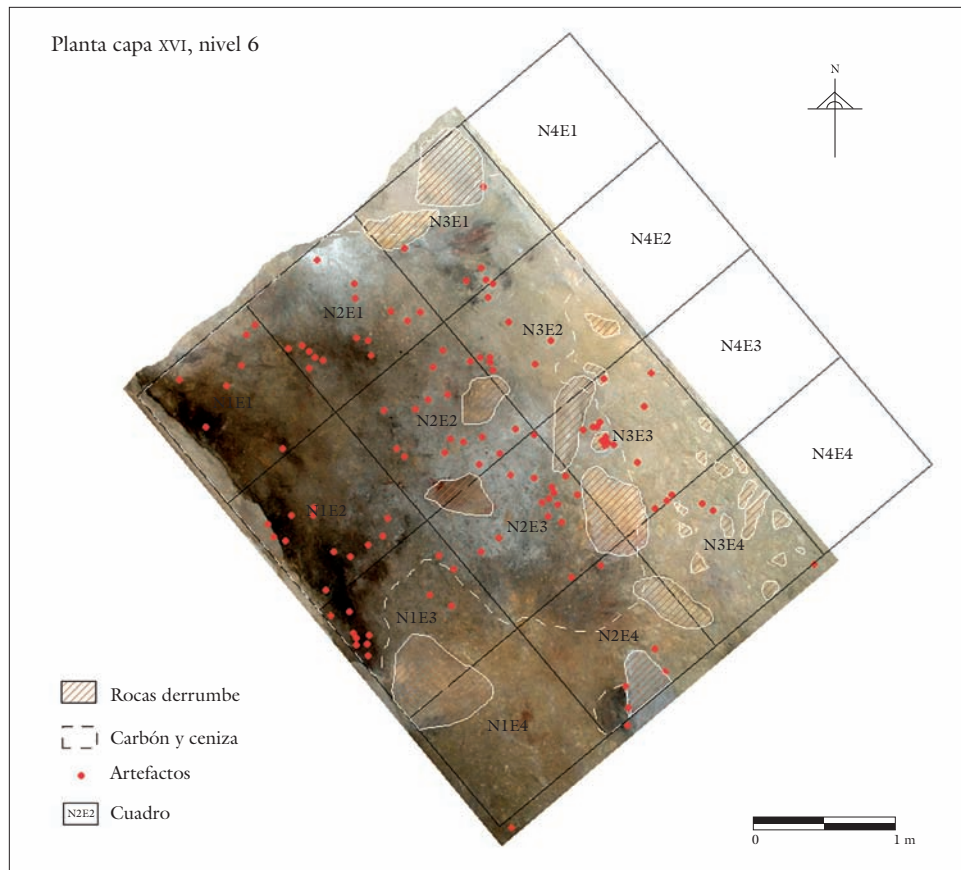 Planta capa XVI, nivel 6
N
N4E1
N3E1
N4E2
N2E1
N3E2
N4E3
1E1
N2E2
N3E3
N4E4
N1E2
N2E3
N3E4
N1E3
N2E4
N1E4
Rocas derrumbe
Carbón y ceniza
Artefactos
N2E2 Cuadro
0 1 m